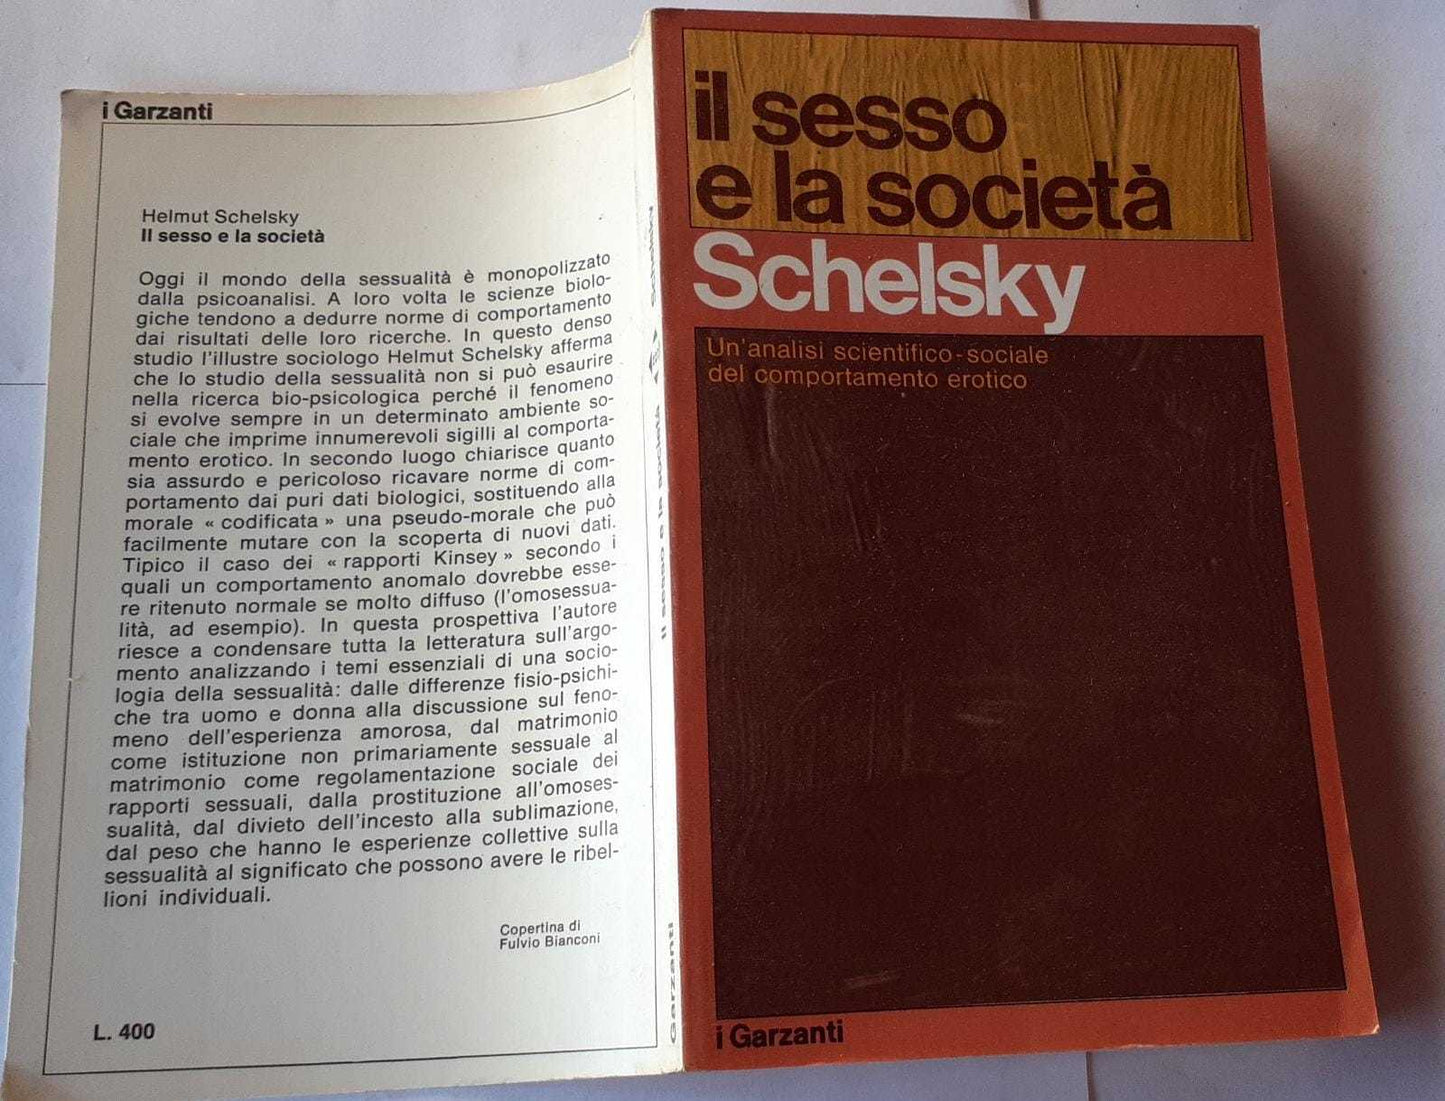 i Garzanti
Helmut Schelsky
Il sesso e la società
Oggi il mondo della sessualità è monopolizzato
dalla psicoanalisi. A loro volta le scienze biolo-
giche tendono a dedurre norme di comportamento
dai risultati delle loro ricerche. In questo denso
studio l'illustre sociologo Helmut Schelsky afferma
che lo studio della sessualità non si può esaurire
nella ricerca bio-psicologica perché il fenomeno
si evolve sempre in un determinato ambiente so-
ciale che imprime innumerevoli sigilli al comporta-
mento erotico. In secondo luogo chiarisce quanto
sia assurdo e pericoloso ricavare norme di com-
portamento dai puri dati biologici, sostituendo alla
morale « codificata » una pseudo-morale che può
facilmente mutare con la scoperta di nuovi dati.
Tipico il caso dei « rapporti Kinsey » secondo i
quali un comportamento anomalo dovrebbe esse-
re ritenuto normale se molto diffuso (l'omosessua-
lità, ad esempio). In questa prospettiva l'autore
riesce a condensare tutta la letteratura sull'argo-
mento analizzando i temi essenziali di una socio-
logia della sessualità: dalle differenze fisio-psichi-
che tra uomo e donna alla discussione sul feno-
meno dell'esperienza amorosa, dal matrimonio
come istituzione non primariamente sessuale al
matrimonio come regolamentazione sociale dei
rapporti sessuali, dalla prostituzione all'omoses-
sualità, dal divieto dell'incesto alla sublimazione,
dal peso che hanno le esperienze collettive sulla
sessualità al significato che possono avere le ribel-
lioni individuali.
Copertina di
Fulvio Bianconi
L. 400
Schelsky
Il sesso e la società
Garzanti
il sesso
e la società
Schelsky
Un'analisi scientifico-sociale
del comportamento erotico
i Garzanti